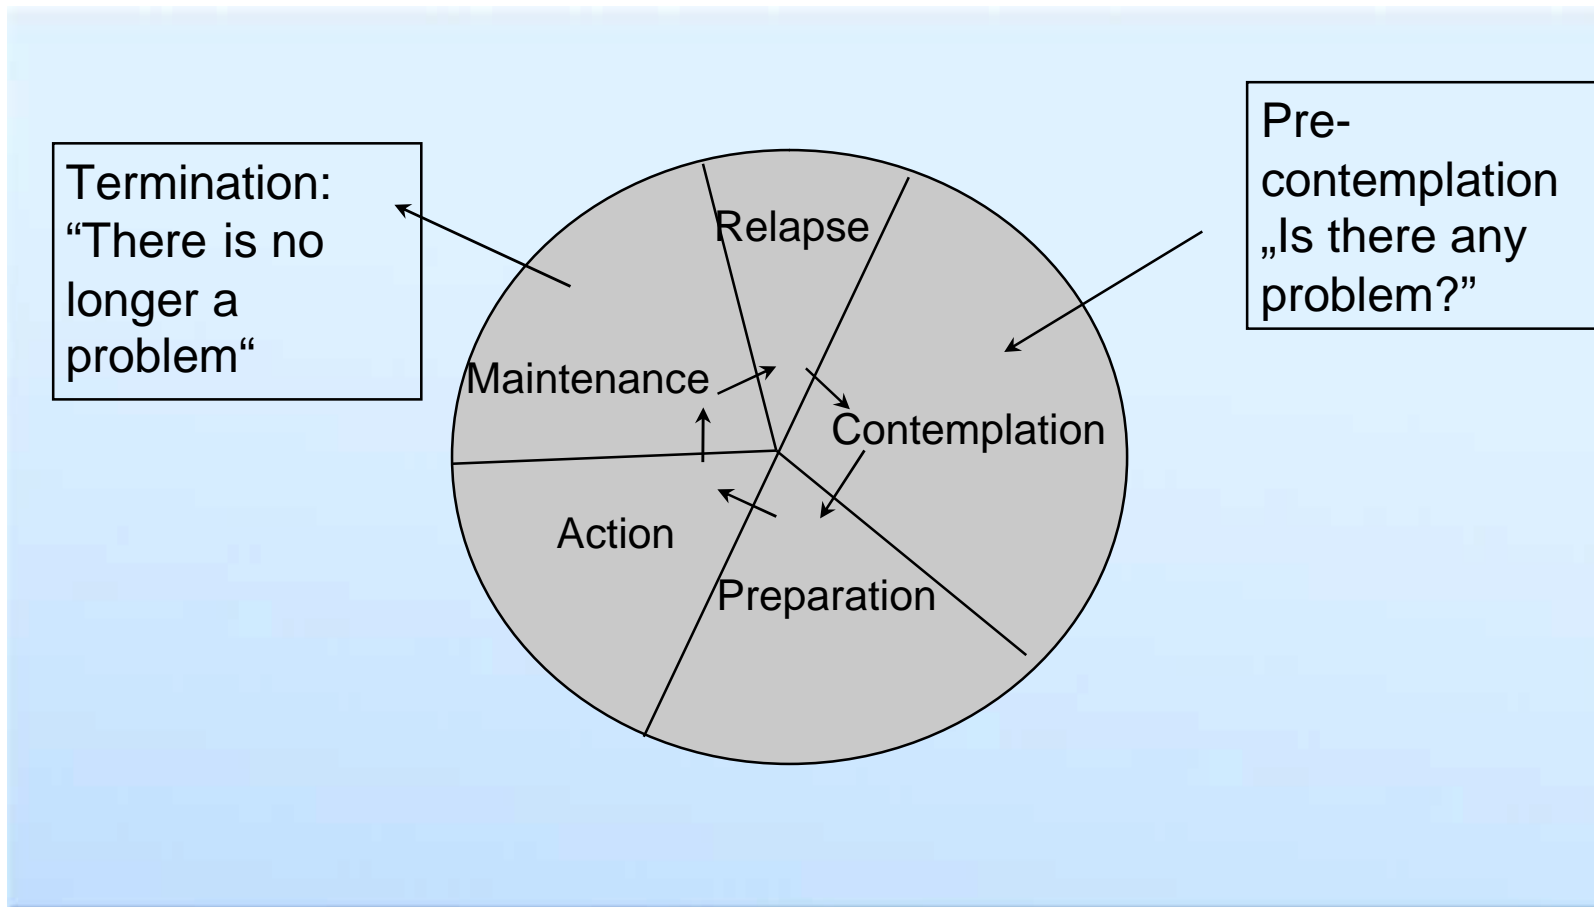 Termination:
“There is no
longer a
problem“
Pre-
contemplation
„Is there any
problem?”
Relapse
Maintenance
Contemplation
Action
Preparation